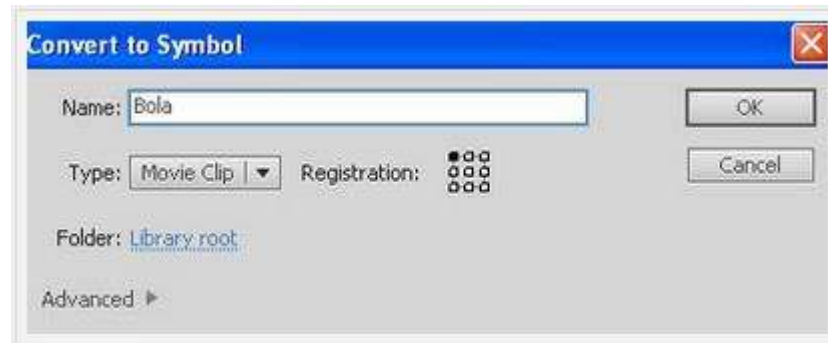 Convert to Symbol
Name: Bola
OK
Type: Movie Clip Registration:
Cancel
Folder: Library root
Advanced